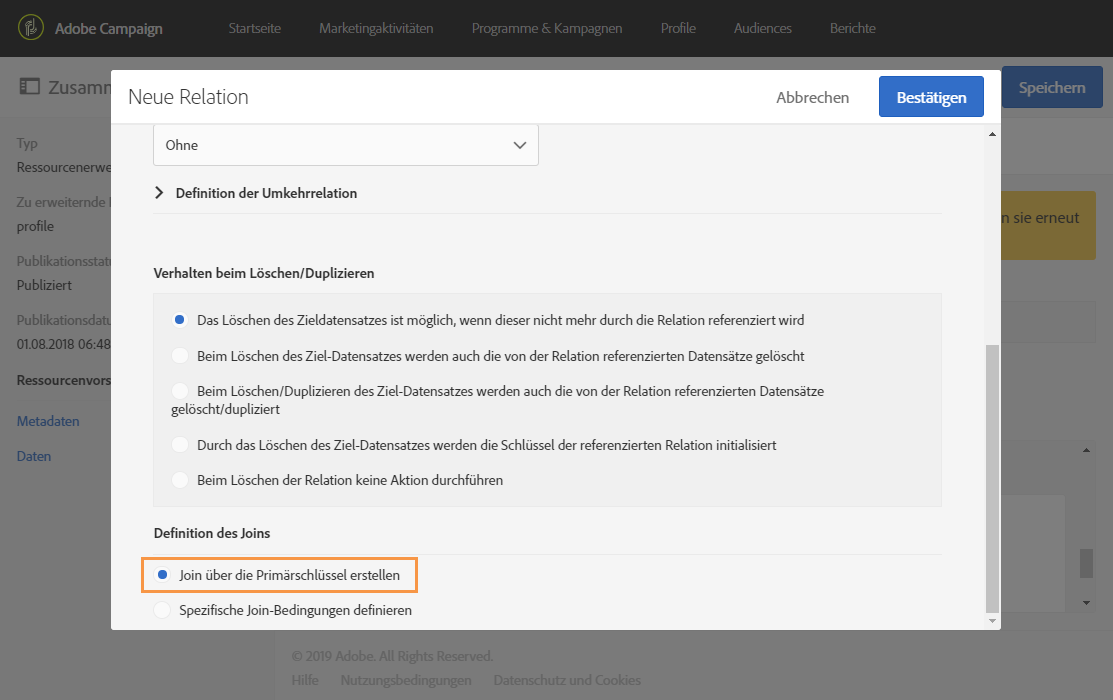 Adobe Campaign Startseite Marketingaktivitäten Programme & Kampagnen Profile Audiences Berichte
Speichern
Neue Relation Abbrechen Bestätigen
Typ
Ressourcenerwe
Zu erweiternde
profile
Publikationsstatu
Publiziert
Publikationsdatu
01.08.2018 06:48
Ressourcenvors
Metadaten
Daten
n sie erneut
Ohne
Definition der Umkehrrelation
Verhalten beim Löschen/Duplizieren
Das Löschen des Zieldatensatzes ist möglich, wenn dieser nicht mehr durch die Relation referenziert wird
Beim Löschen des Ziel-Datensatzes werden auch die von der Relation referenzierten Datensätze gelöscht
Beim Löschen/Duplizieren des Ziel-Datensatzes werden auch die von der Relation referenzierten Datensätze
gelöscht/dupliziert
Durch das Löschen des Ziel-Datensatzes werden die Schlüssel der referenzierten Relation initialisiert
Beim Löschen der Relation keine Aktion durchführen
Definition des Joins
Join über die Primärschlüssel erstellen
Spezifische Join-Bedingungen definieren
© 2019 Adobe. All Rights Reserved.
Hilfe Nutzungsbedingungen Datenschutz und Cookies